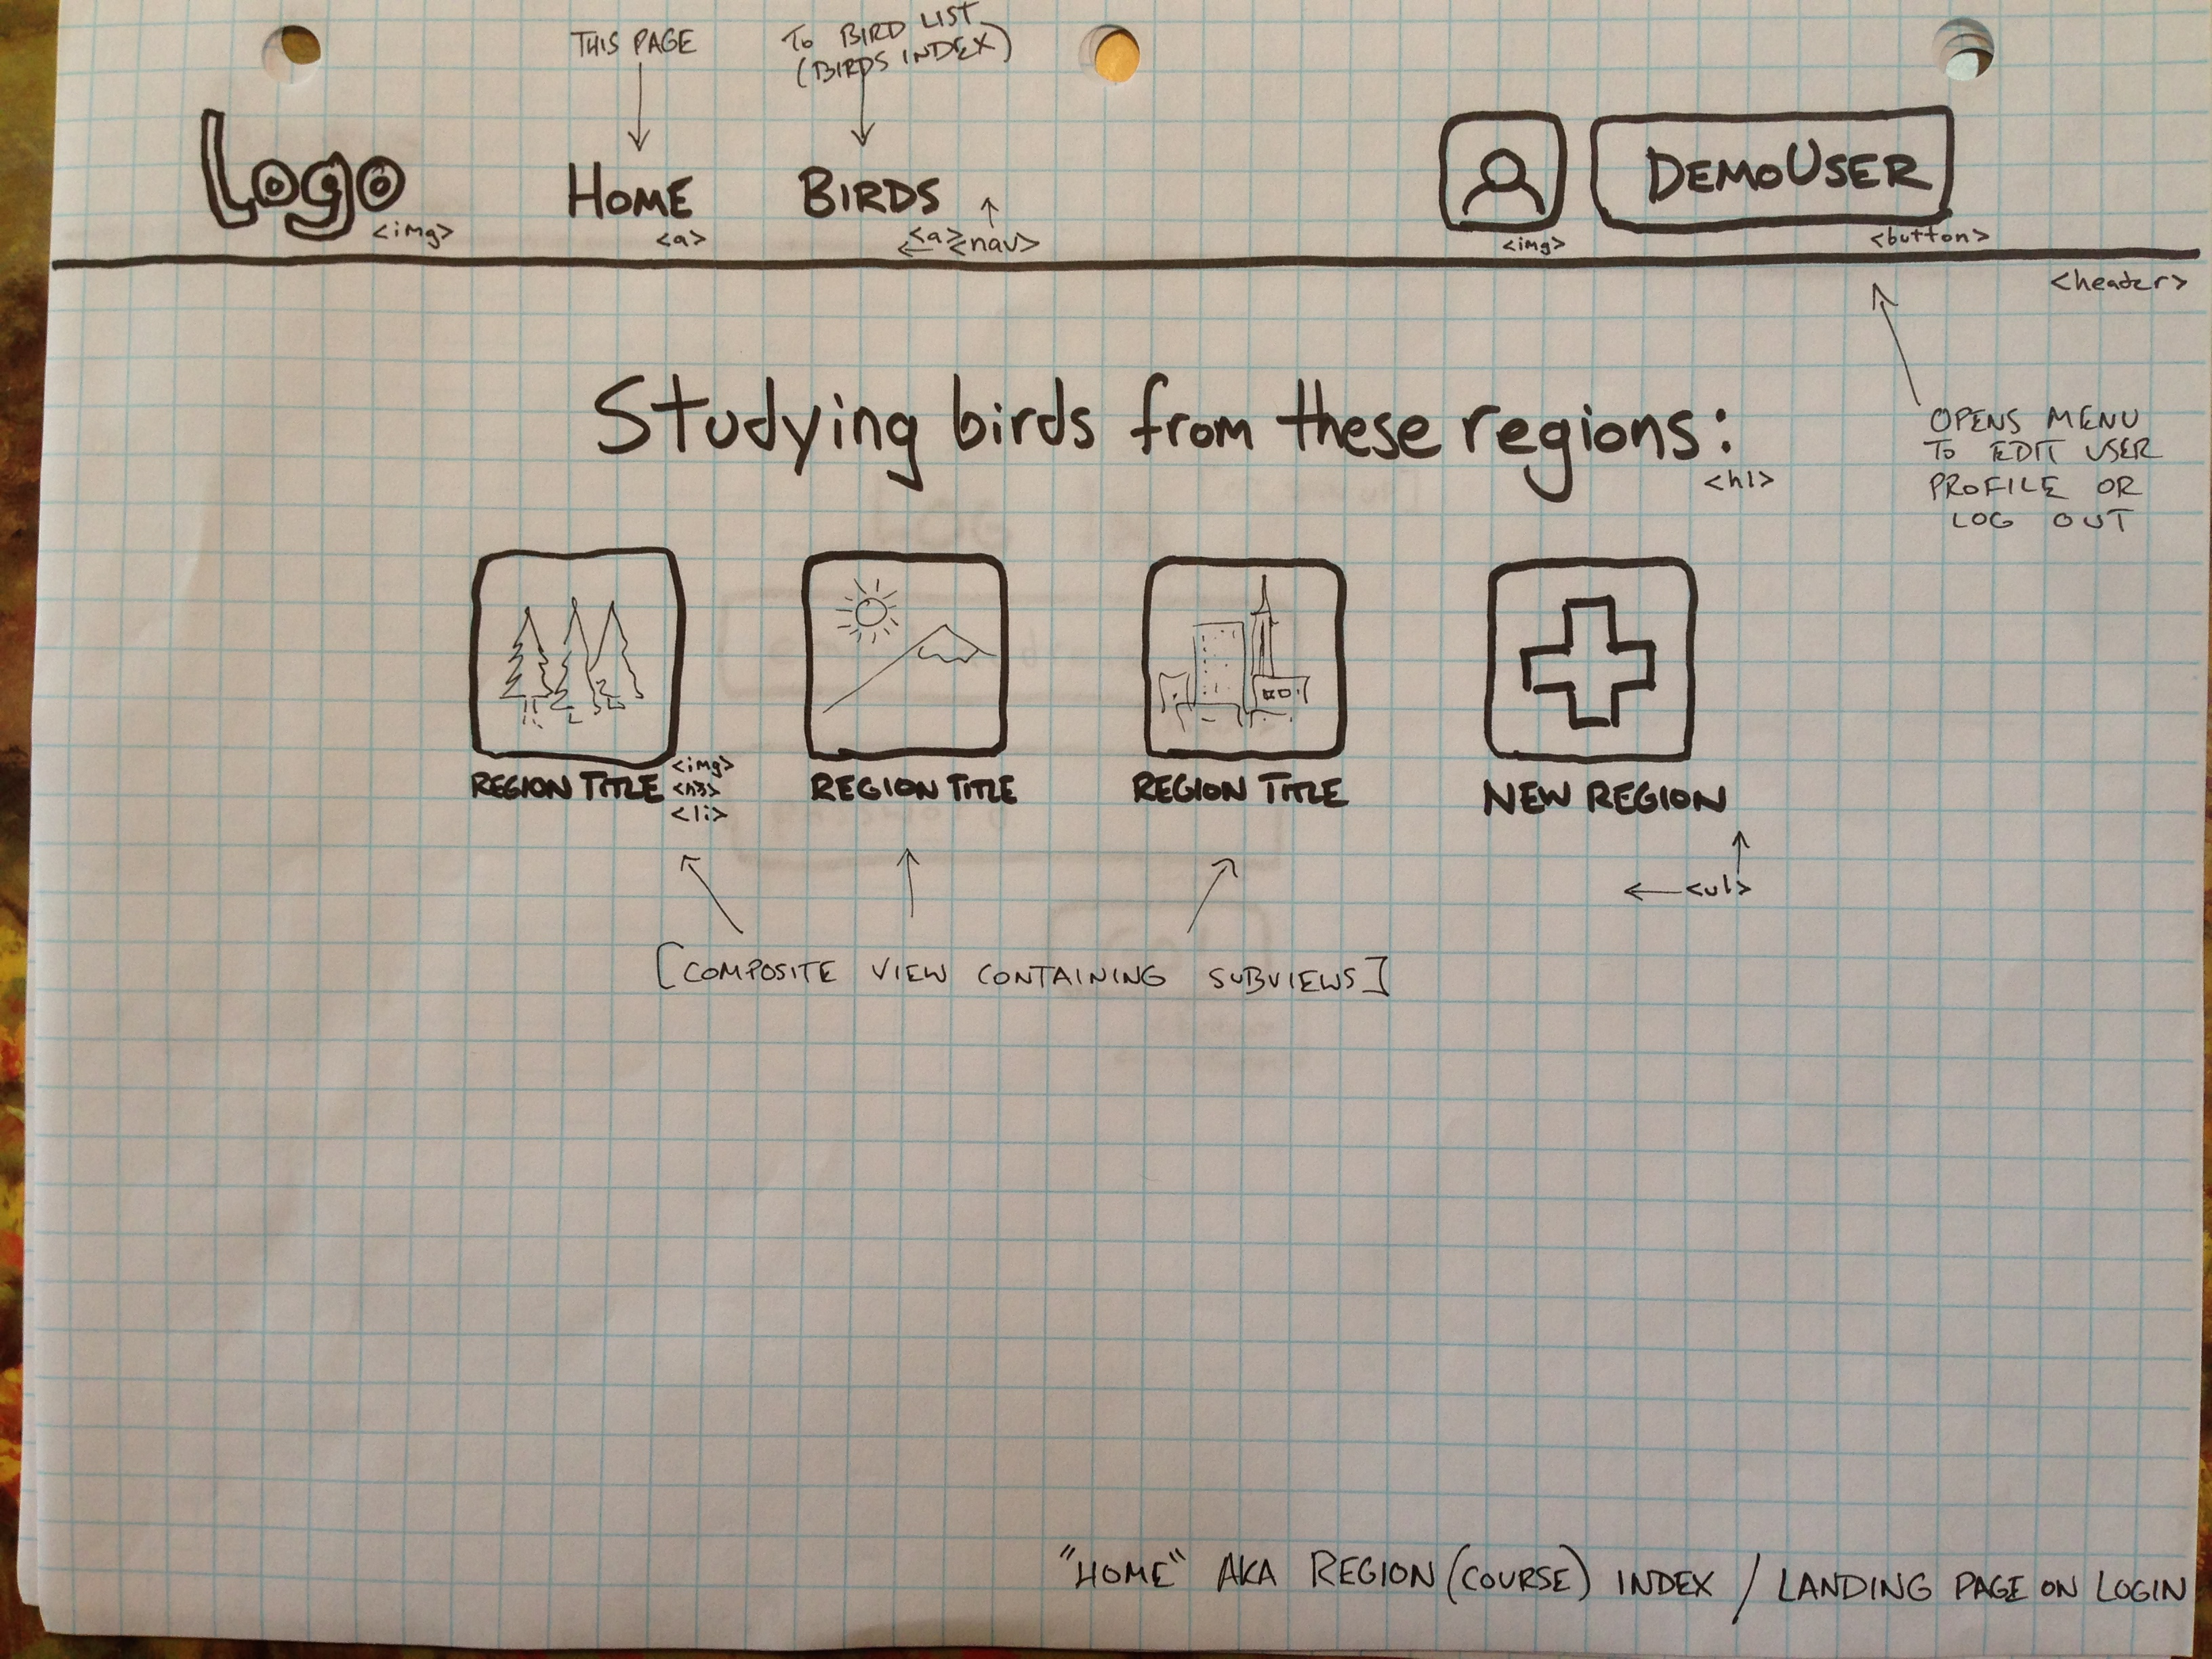 THIS PAGE
TO BIRD LIST
(BIRDS INDEX)
Logo
HOME
BIRDS
DEMOUSER
<img>
<a>
<a>
<nav>
<img>
<button>
<header>
Studying birds from these regions:
<h1>
OPENS MENU
TO EDIT USER
PROFILE OR
LOG OUT
REGION TITLE
REGION TITLE
REGION TITLE
NEW REGION
<img>
<h3>
<li>
<ul>
[COMPOSITE VIEW CONTAINING SUBVIEWS]
"HOME" AKA REGION (COURSE) INDEX / LANDING PAGE ON LOGIN